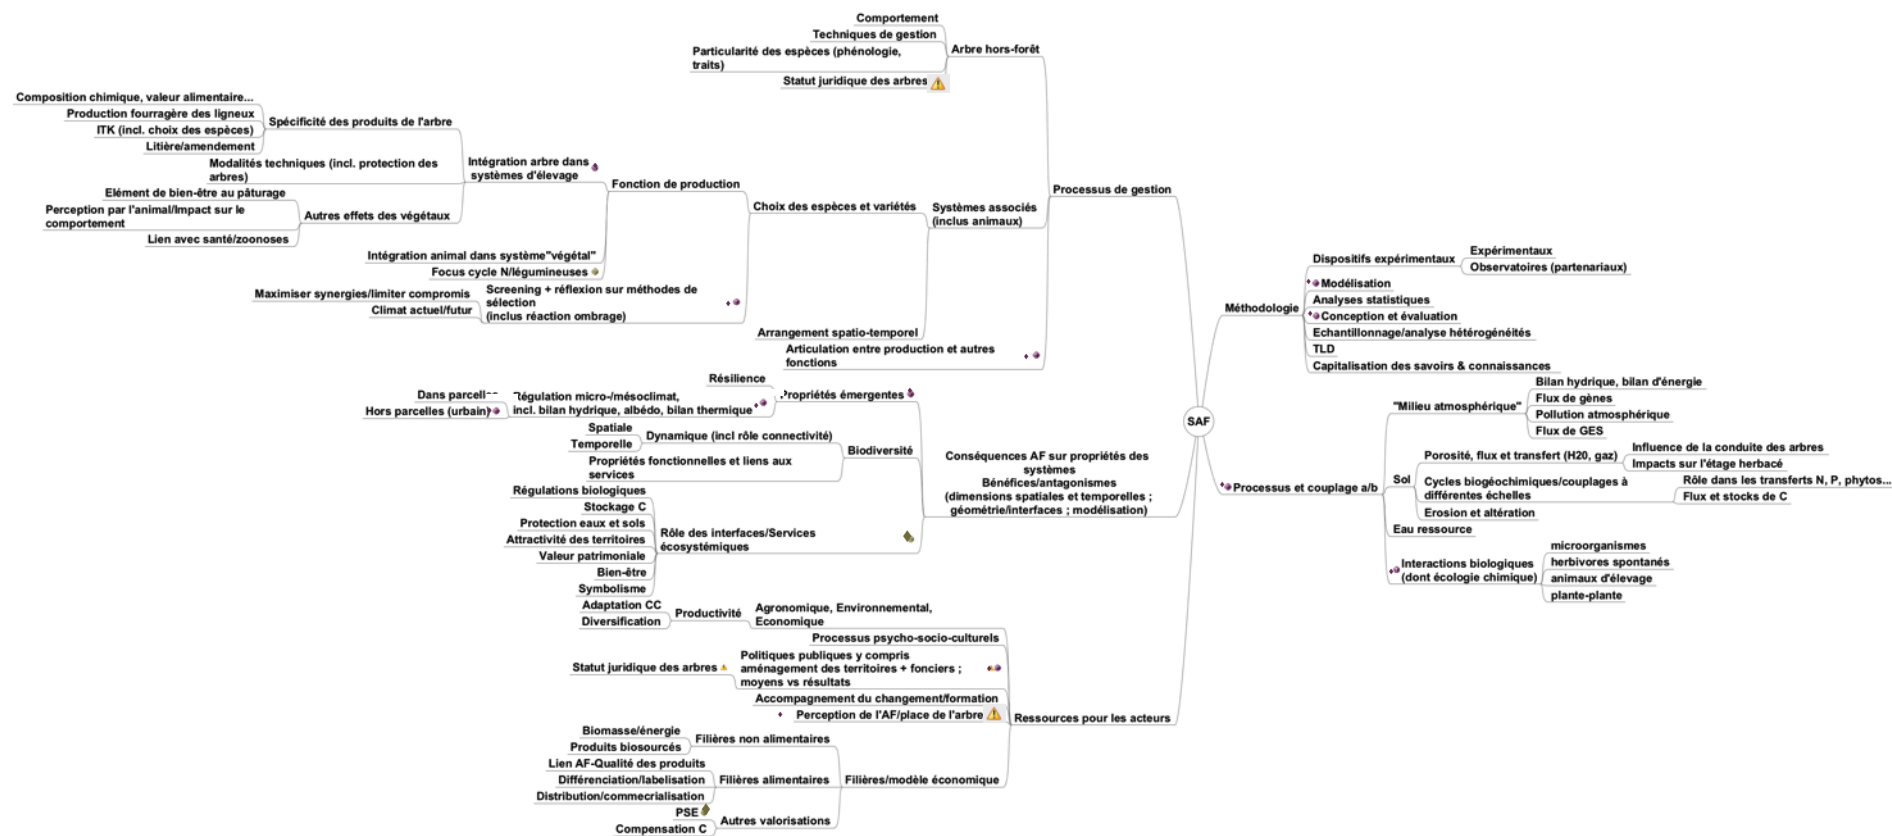 Comportement
Techniques de gestion
Particularité des espèces (phénologie,
traits)
Statut juridique des arbres
Arbre hors-forêt
Composition chimique, valeur alimentaire...
Production fourragère des ligneux
ITK (incl. choix des espèces)
Litière/amendement
Spécificité des produits de l'arbre
Modalités techniques (incl. protection des
arbres)
Elément de bien-être au pâturage
Perception par l'animal/Impact sur le
comportement
Lien avec santé/zoonoses
Autres effets des végétaux
Intégration arbre dans
systèmes d'élevage
Intégration animal dans système"végétal"
Focus cycle N/légumineuses
Fonction de production
Maximiser synergies/limiter compromis
Climat actuel/futur
Screening + réflexion sur méthodes de
sélection
(inclus réaction ombrage)
Choix des espèces et variétés
Arrangement spatio-temporel
Systèmes associés
(inclus animaux)
Articulation entre production et autres
fonctions
Processus de gestion
Résilience
Dans parcelle
Hors parcelles (urbain)
Régulation micro-/mésoclimat,
incl. bilan hydrique, albédo, bilan thermique
Propriétés émergentes
Spatiale
Temporelle
Dynamique (incl rôle connectivité)
Propriétés fonctionnelles et liens aux
services
Biodiversité
Régulations biologiques
Stockage C
Protection eaux et sols
Attractivité des territoires
Valeur patrimoniale
Bien-être
Symbolisme
Rôle des interfaces/Services
écosystémiques
Conséquences AF sur propriétés des
systèmes
Bénéfices/antagonismes
(dimensions spatiales et temporelles ;
géométrie/interfaces ; modélisation)
Adaptation CC
Diversification
Productivité
Agronomique, Environnemental,
Economique
Processus psycho-socio-culturels
Statut juridique des arbres
Politiques publiques y compris
aménagement des territoires + fonciers ;
moyens vs résultats
Accompagnement du changement/formation
Perception de l'AF/place de l'arbre
Biomasse/énergie
Produits biosourcés
Filières non alimentaires
Lien AF-Qualité des produits
Différenciation/labelisation
Distribution/commecrialisation
Filières alimentaires
PSE
Compensation C
Autres valorisations
Filières/modèle économique
Ressources pour les acteurs
SAF
Méthodologie
Dispositifs expérimentaux
Expérimentaux
Observatoires (partenariaux)
Modélisation
Analyses statistiques
Conception et évaluation
Echantillonnage/analyse hétérogénéités
TLD
Capitalisation des savoirs & connaissances
Processus et couplage a/b
"Milieu atmosphérique"
Bilan hydrique, bilan d'énergie
Flux de gènes
Pollution atmosphérique
Flux de GES
Sol
Porosité, flux et transfert (H20, gaz)
Influence de la conduite des arbres
Impacts sur l'étage herbacé
Cycles biogéochimiques/couplages à
différentes échelles
Rôle dans les transferts N, P, phytos...
Flux et stocks de C
Erosion et altération
Eau ressource
Interactions biologiques
(dont écologie chimique)
microorganismes
herbivores spontanés
animaux d'élevage
plante-plante